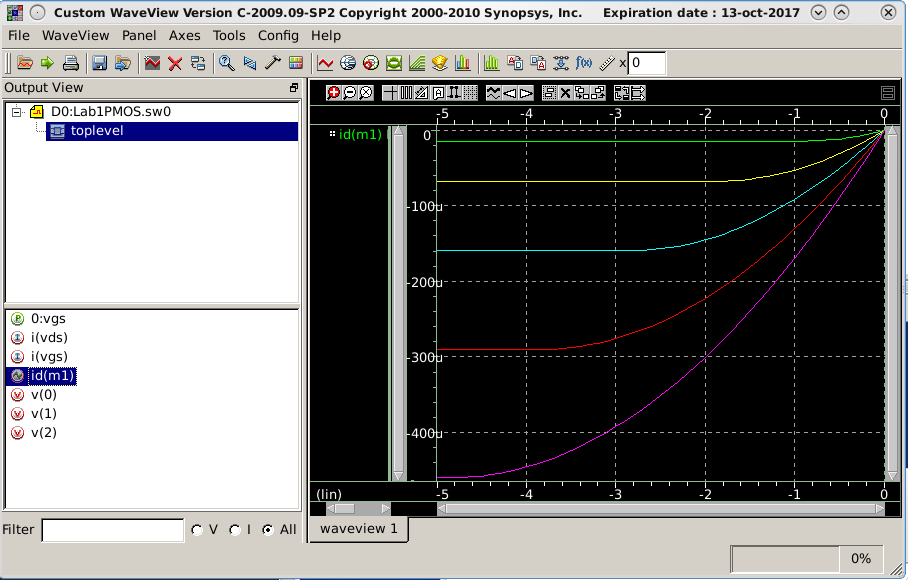 Custom WaveView Version C-2009.09-SP2 Copyright 2000-2010 Synopsys, Inc. Expiration date : 13-oct-2017
File WaveView Panel Axes Tools Config Help
x 0
Output View
D0:Lab1PMOS.sw0
toplevel
0:vgs
i(vds)
i(vgs)
id(m1)
v(0)
v(1)
v(2)
Filter V I All
-5 -4 -3 -2 -1 0
id(m1)
0
-100u
-200u
-300u
-400u
(lin) -5 -4 -3 -2 -1 0
waveview 1
0%